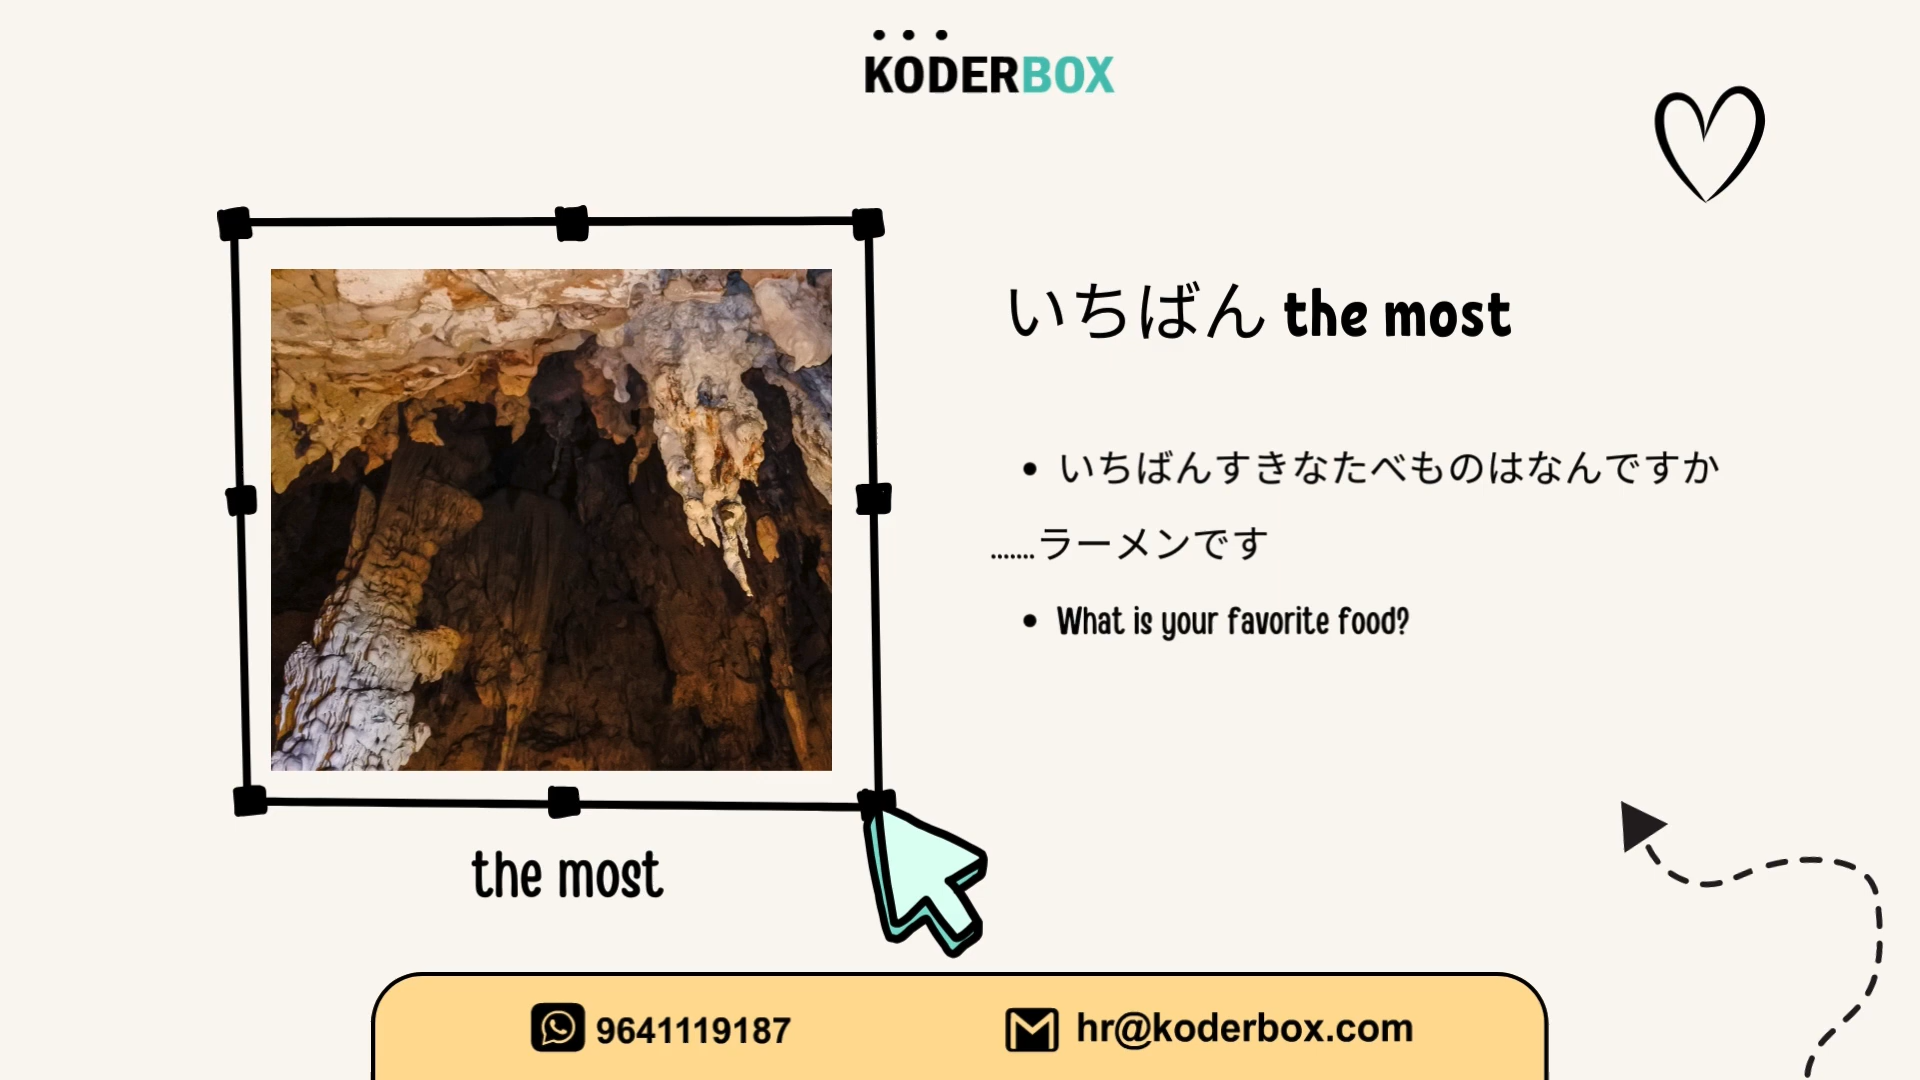 KODERBOX
いちばん the most
• いちばんすきなたべものはなんですか
.......ラーメンです
• What is your favorite food?
the most
9641119187
hr@koderbox.com